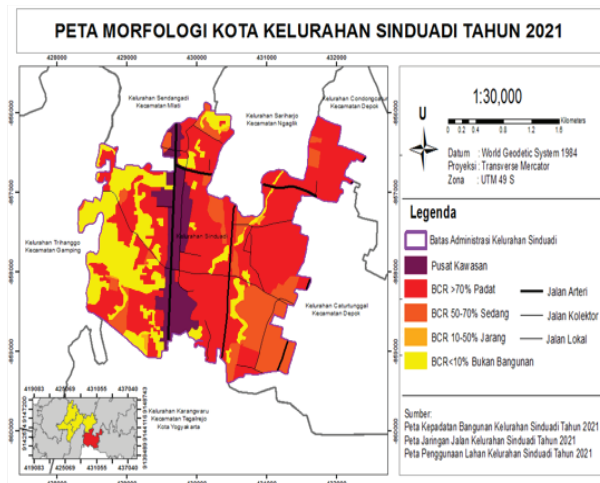 PETA MORFOLOGI KOTA KELURAHAN SINDUADI TAHUN 2021
428000 429000 430000 431000 432000
Kelurahan Sendangadi
Kecamatan Mlati
Kelurahan Sariharjo
Kecamatan Ngaglik
Kelurahan Condongcatur
Kecamatan Depok
Kelurahan Trihanggo
Kecamatan Gamping
Kelurahan Sinduadi
Kelurahan Caturtunggal
Kecamatan Depok
Kelurahan Karangwaru
Kecamatan Tegalrejo
Kota Yogyakarta
419083 425069 431055 437040
419083 425069 431055 437040
U
1:30,000
Kilometers
0 0.2 0.4 0.8 1.2 1.6
Datum : World Geodetic System 1984
Proyeksi : Transverse Mercator
Zona : UTM 49 S
Legenda
Batas Administrasi Kelurahan Sinduadi
Pusat Kawasan
BCR >70% Padat
Jalan Arteri
BCR 50-70% Sedang
Jalan Kolektor
BCR 10-50% Jarang
Jalan Lokal
BCR<10% Bukan Bangunan
Sumber:
Peta Kepadatan Bangunan Kelurahan Sinduadi Tahun 2021
Peta Jaringan Jalan Kelurahan Sinduadi Tahun 2021
Peta Penggunaan Lahan Kelurahan Sinduadi Tahun 2021